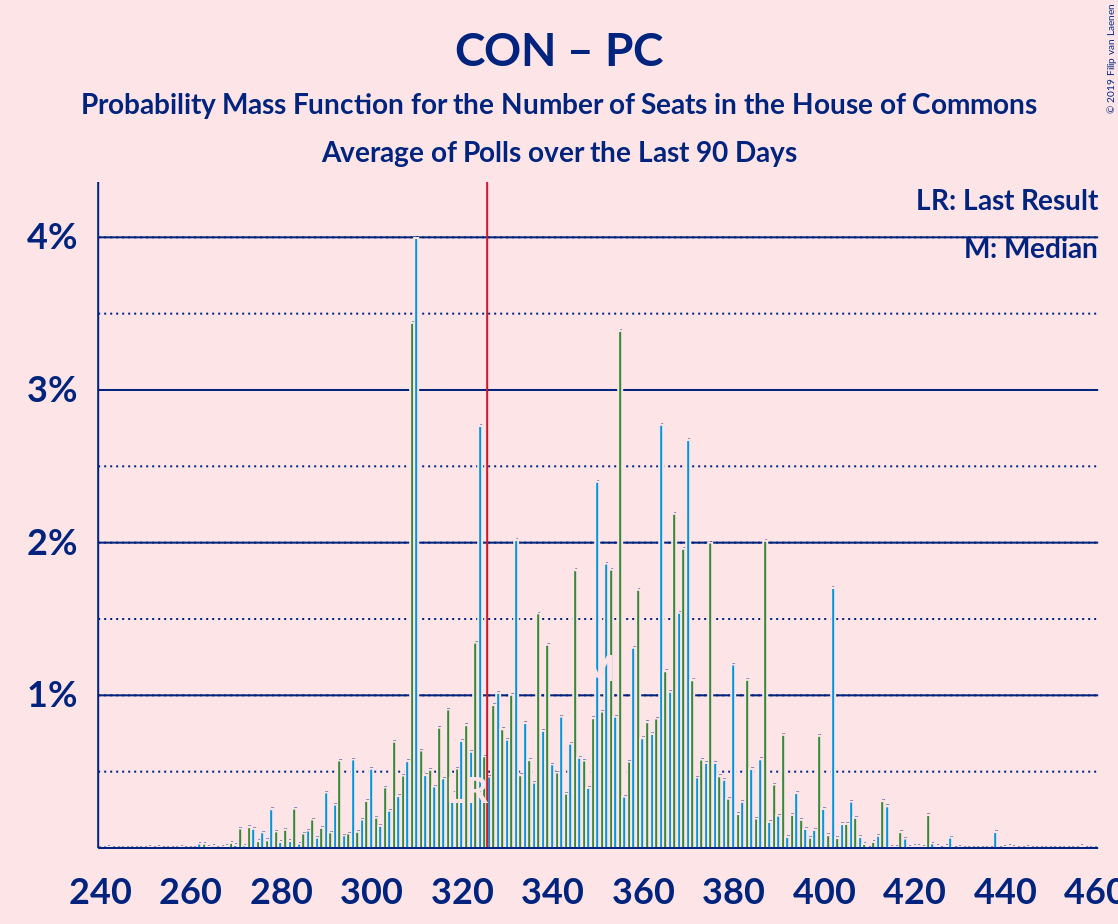 CON – PC
Probability Mass Function for the Number of Seats in the House of Commons
Average of Polls over the Last 90 Days
© 2019 Filip van Laenen
LR: Last Result
M: Median
4%
3%
2%
1%
LR
240 260 280 300 320 340 360 380 400 420 440 460